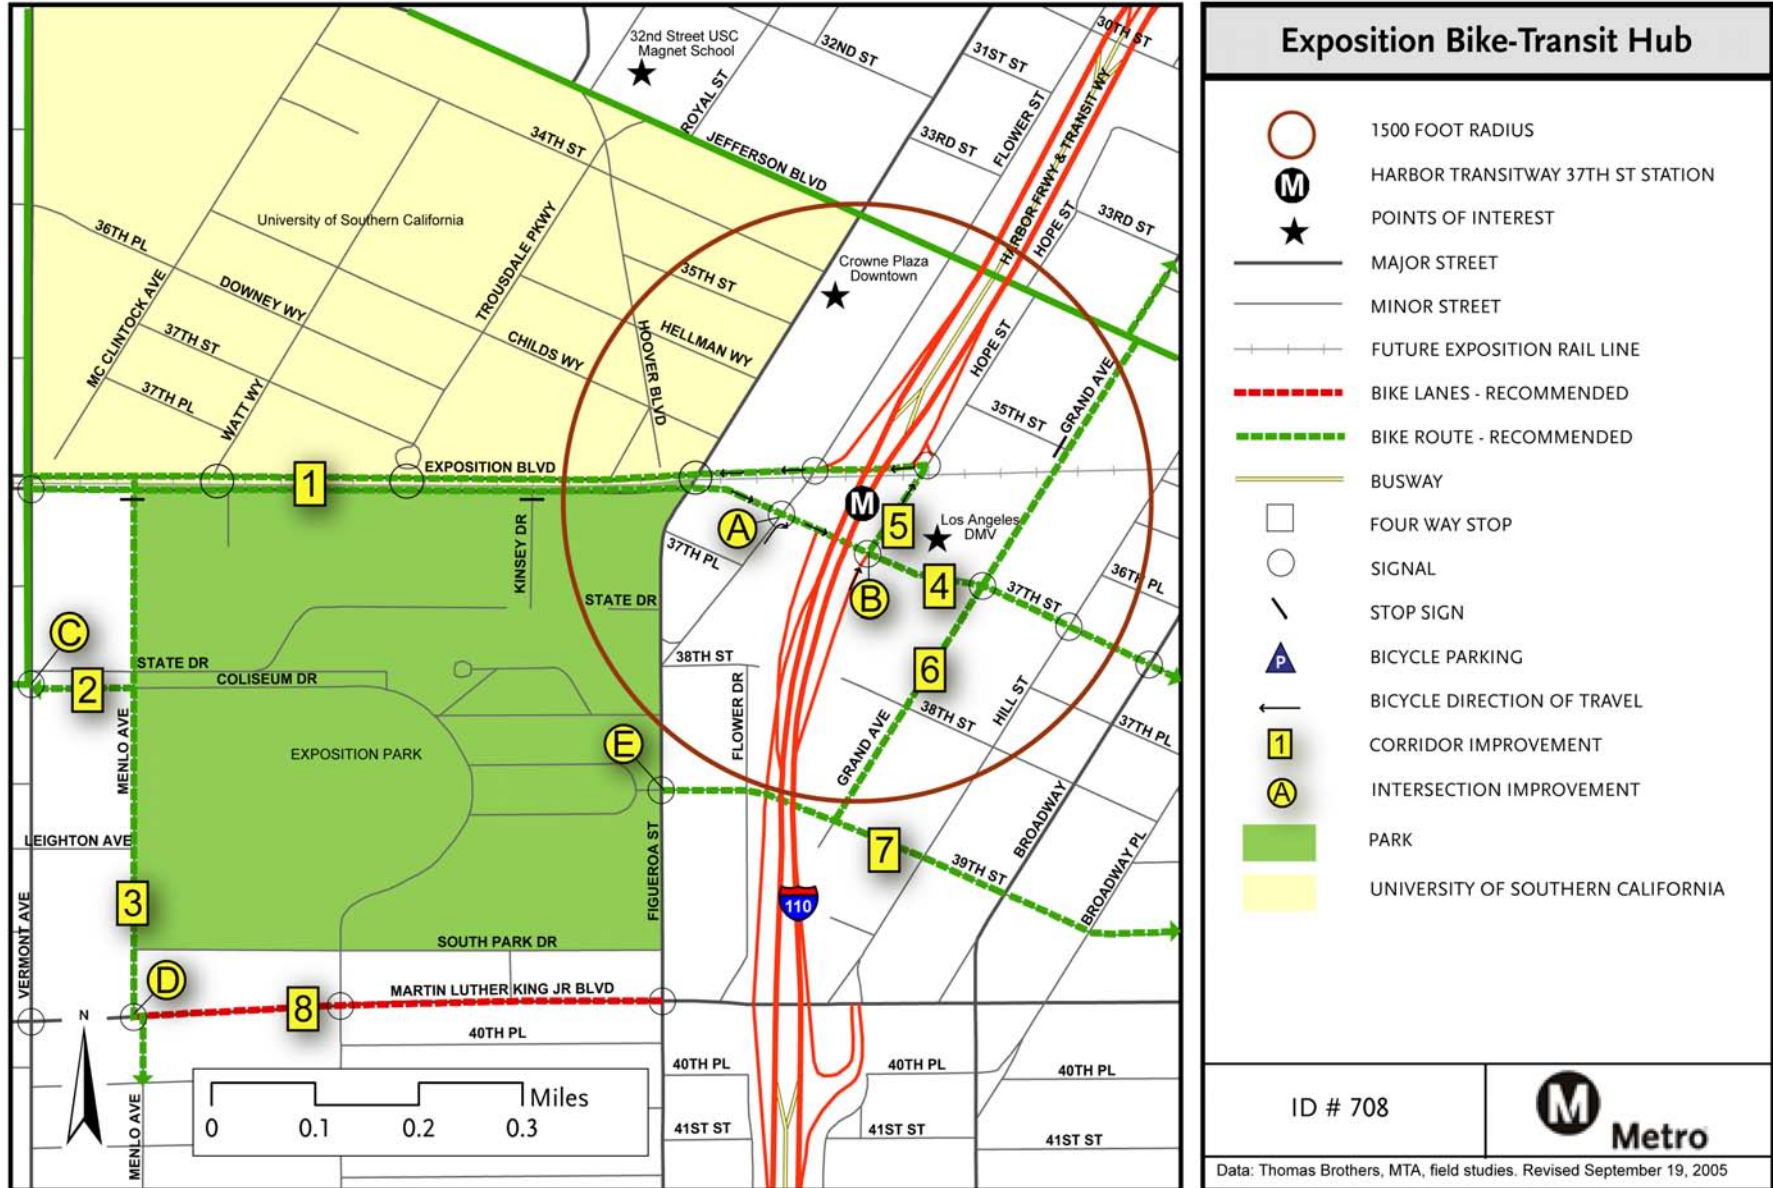 30TH ST
32nd Street USC
Magnet School
32ND ST
31ST ST
ROYAL ST
FLOWER ST
HARBOR FRWY & TRANSIT WY
34TH ST
33RD ST
JEFFERSON BLVD
HOPE ST
33RD ST
University of Southern California
36TH PL
TROUSDALE PKWY
35TH ST
Crowne Plaza
Downtown
MC CLINTOCK AVE
DOWNEY WY
37TH ST
CHILDS WY
HOOVER BLVD
HELLMAN WY
HOPE ST
GRAND AVE
37TH PL
WATT WY
35TH ST
EXPOSITION BLVD
1
M
A
5
Los Angeles
DMV
37TH PL
KINSEY DR
B
4
37TH ST
36TH PL
STATE DR
C
STATE DR
38TH ST
6
2
COLISEUM DR
38TH ST
HILL ST
37TH PL
MENLO AVE
EXPOSITION PARK
E
FLOWER DR
GRAND AVE
LEIGHTON AVE
FIGUEROA ST
7
39TH ST
BROADWAY
BROADWAY PL
3
110
VERMONT AVE
SOUTH PARK DR
D
8
MARTIN LUTHER KING JR BLVD
N
40TH PL
40TH PL
40TH PL
40TH PL
Miles
0 0.1 0.2 0.3
MENLO AVE
41ST ST
41ST ST
41ST ST
Exposition Bike-Transit Hub
1500 FOOT RADIUS
M HARBOR TRANSITWAY 37TH ST STATION
POINTS OF INTEREST
MAJOR STREET
MINOR STREET
FUTURE EXPOSITION RAIL LINE
BIKE LANES - RECOMMENDED
BIKE ROUTE - RECOMMENDED
BUSWAY
FOUR WAY STOP
SIGNAL
STOP SIGN
P BICYCLE PARKING
BICYCLE DIRECTION OF TRAVEL
1 CORRIDOR IMPROVEMENT
A INTERSECTION IMPROVEMENT
PARK
UNIVERSITY OF SOUTHERN CALIFORNIA
ID # 708
M
Metro
Data: Thomas Brothers, MTA, field studies. Revised September 19, 2005